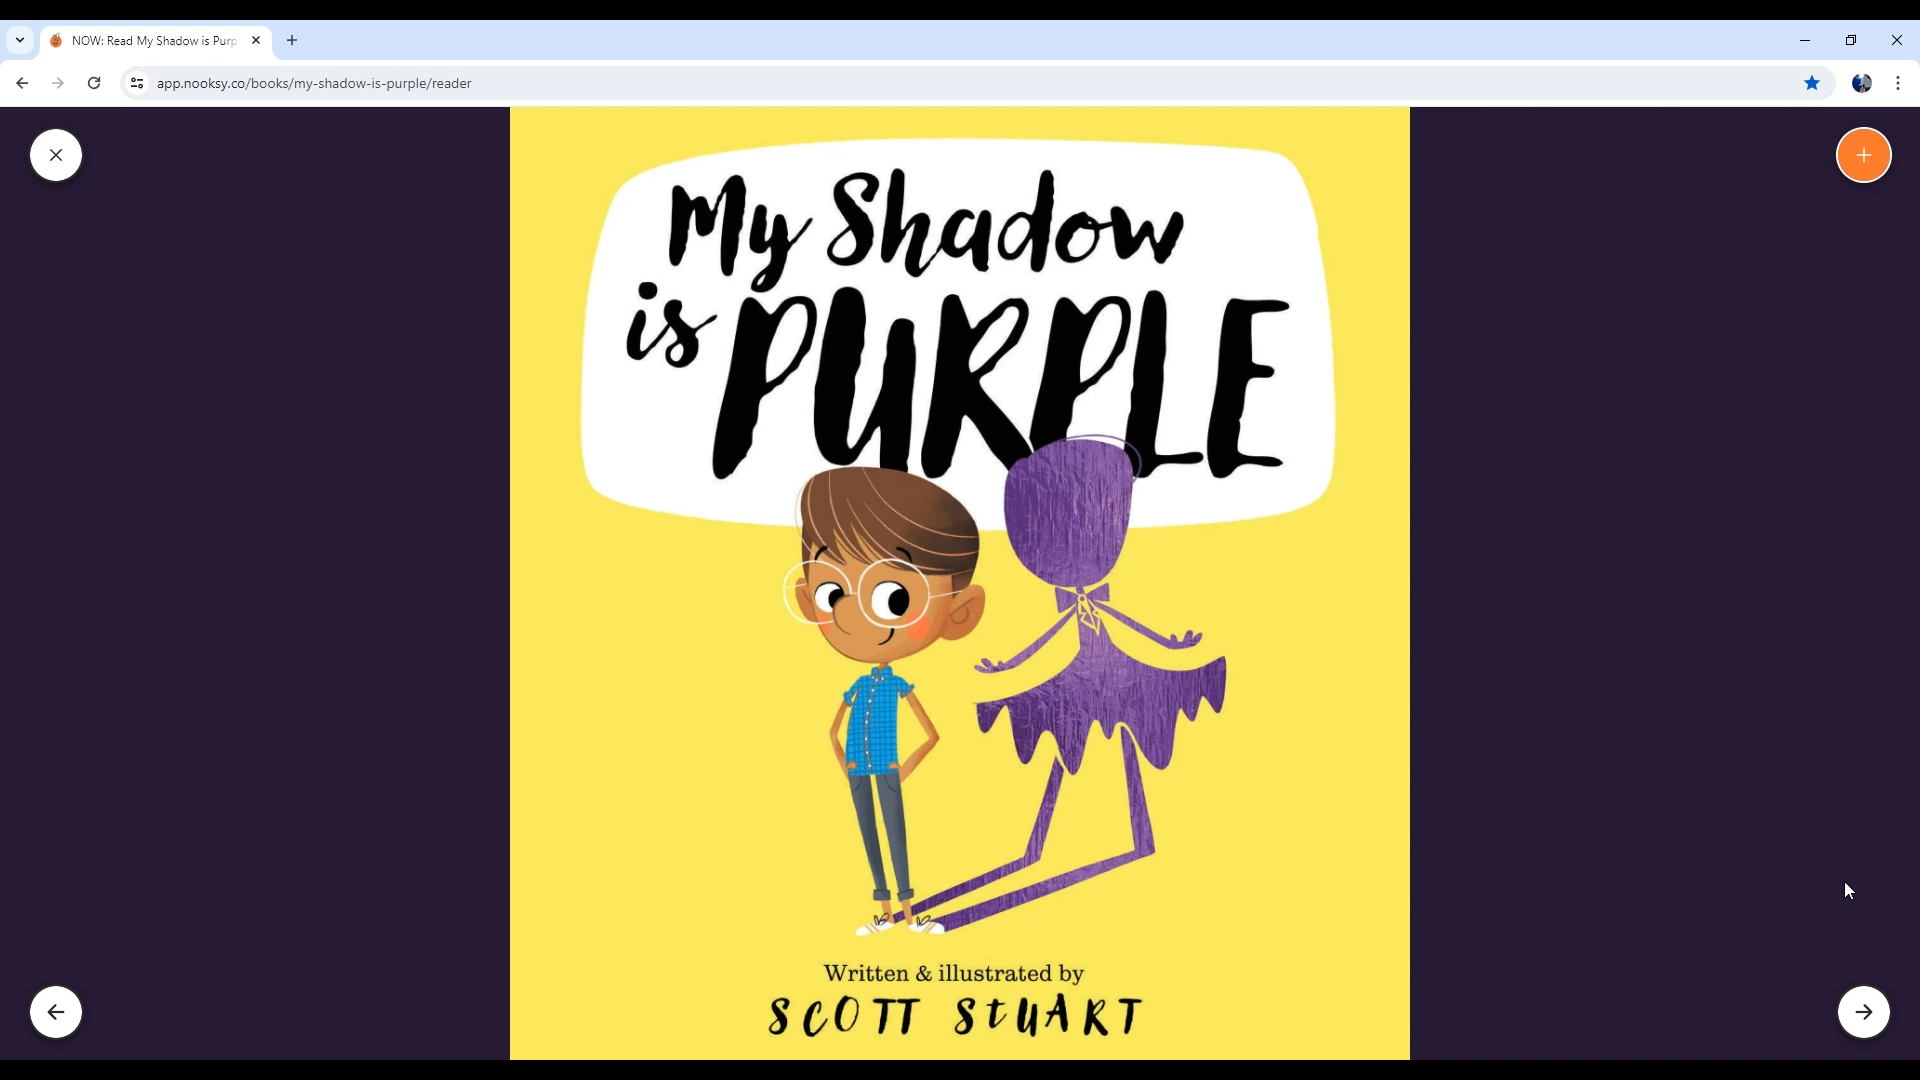 NOW: Read My Shadow is Purp
app.nooksy.co/books/my-shadow-is-purple/reader
My Shadow
is PURPLE
Written & illustrated by
SCOTT StUART